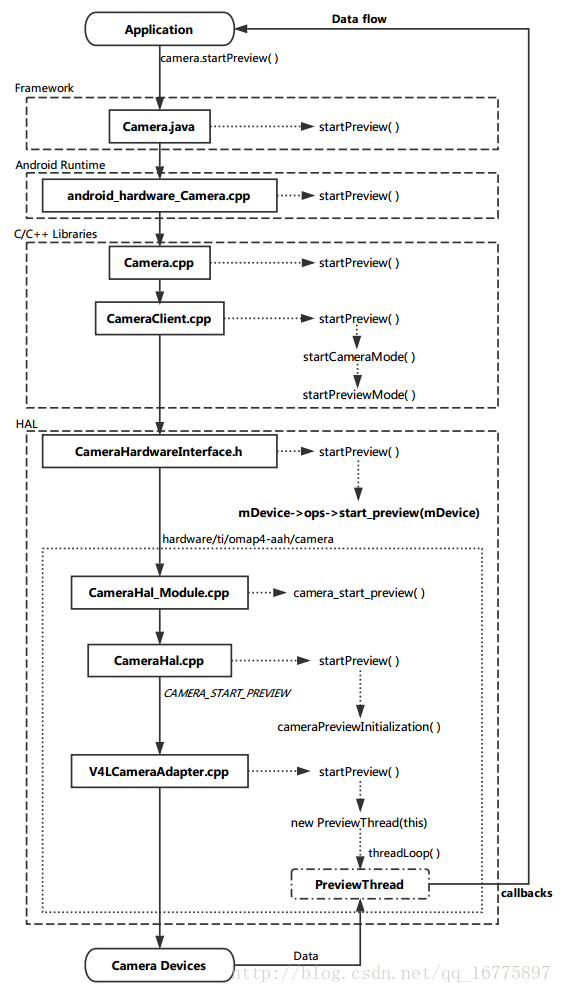 Data flow
Application
camera.startPreview( )
Framework
Camera.java
startPreview( )
Android Runtime
android_hardware_Camera.cpp
startPreview( )
C/C++ Libraries
Camera.cpp
startPreview( )
CameraClient.cpp
startPreview( )
startCameraMode( )
startPreviewMode( )
HAL
CameraHardwareInterface.h
startPreview( )
mDevice->ops->start_preview(mDevice)
hardware/ti/omap4-aah/camera
CameraHal_Module.cpp
camera_start_preview( )
CameraHal.cpp
startPreview( )
CAMERA_START_PREVIEW
cameraPreviewInitialization( )
V4LCameraAdapter.cpp
startPreview( )
new PreviewThread(this)
threadLoop( )
PreviewThread
callbacks
Data
Camera Devices
http://blog.csdn.net/qq_16775897